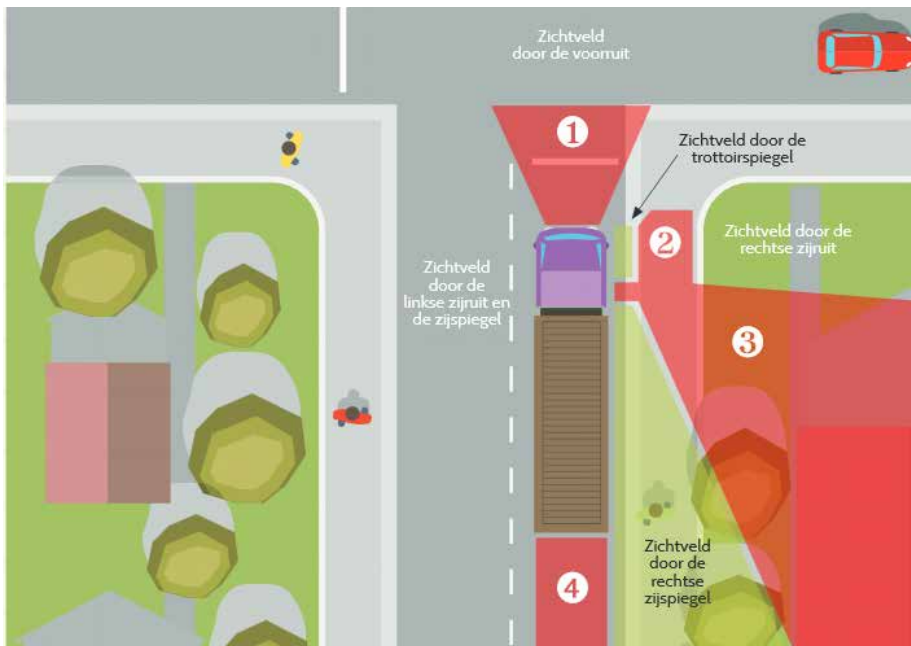 Zichtveld
door de voorruit
1
Zichtveld door de
trottoirspiegel
2
Zichtveld door de
rechtse zijruit
Zichtveld
door de
linkse zijruit en
de zijspiegel
3
Zichtveld
door de
rechtse
zijspiegel
4